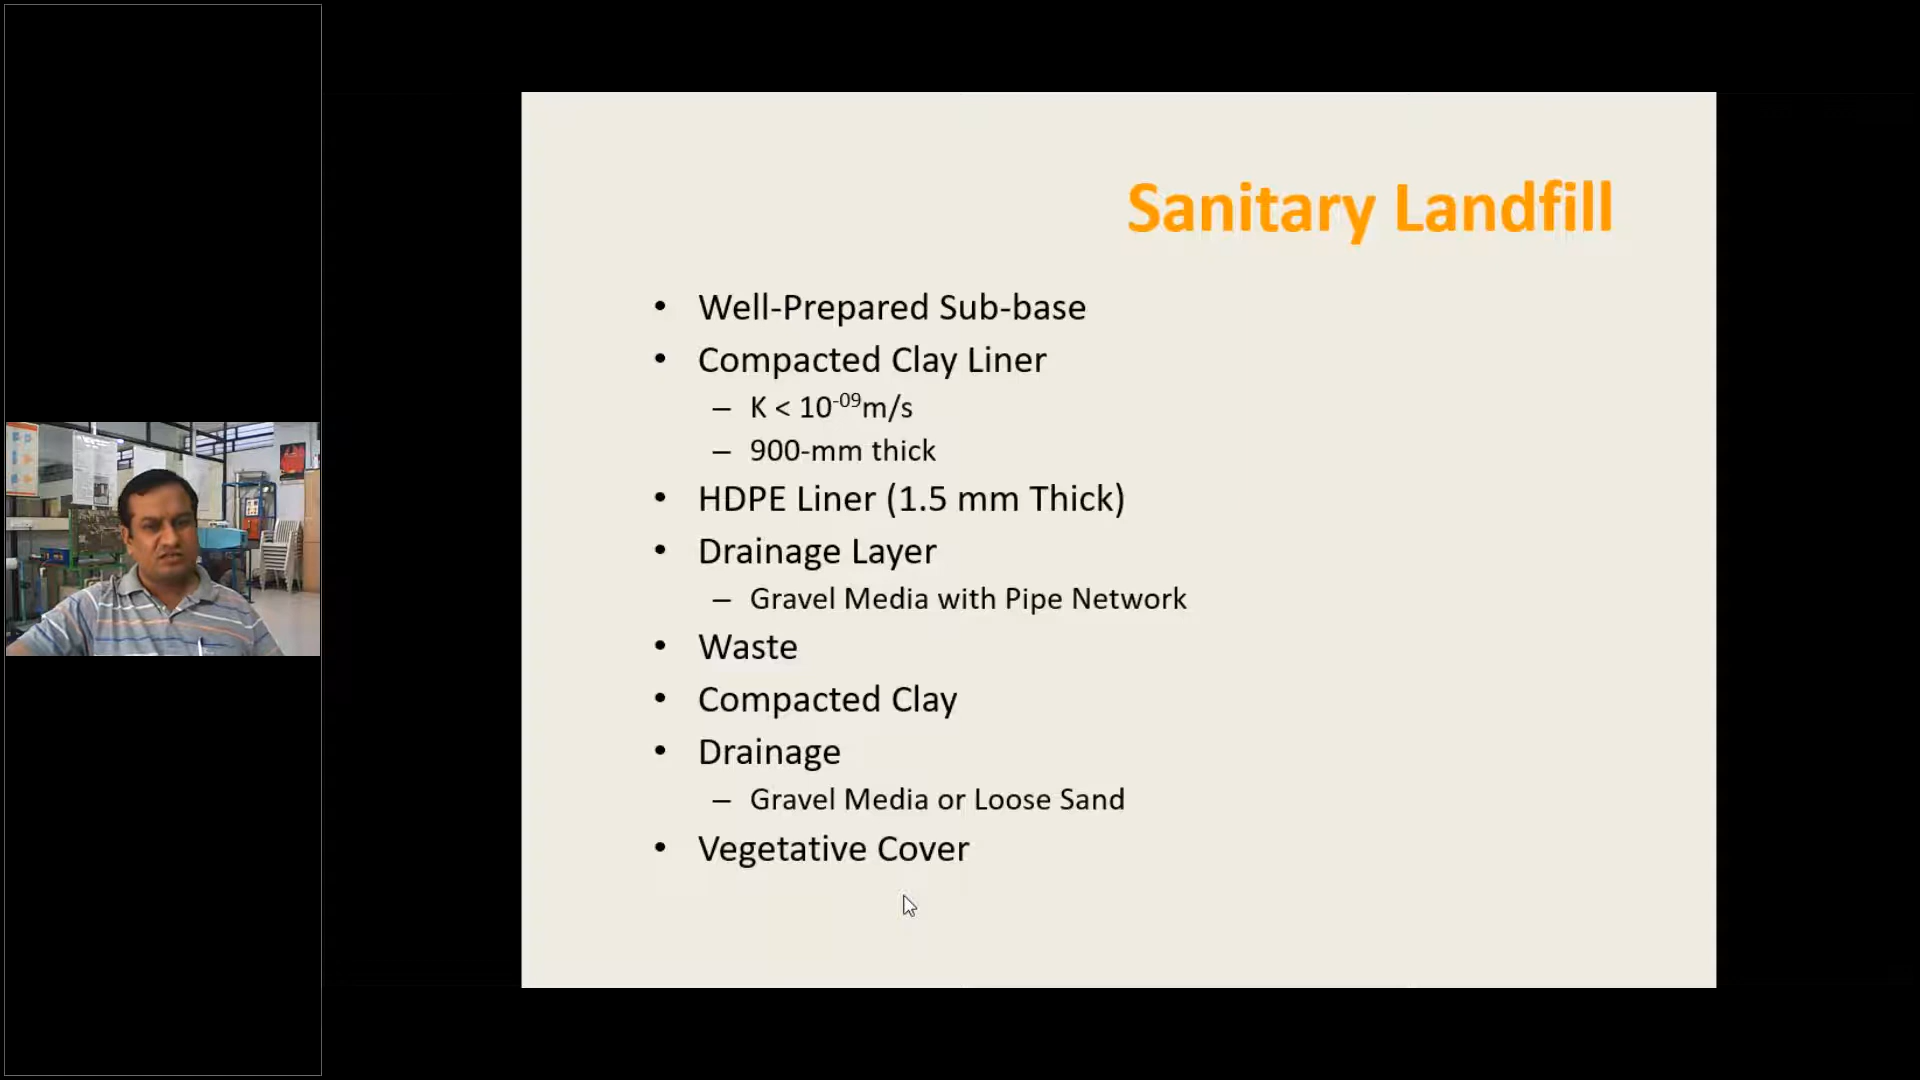 Sanitary Landfill
• Well-Prepared Sub-base
• Compacted Clay Liner
– K < 10⁻⁰⁹m/s
– 900-mm thick
• HDPE Liner (1.5 mm Thick)
• Drainage Layer
– Gravel Media with Pipe Network
• Waste
• Compacted Clay
• Drainage
– Gravel Media or Loose Sand
• Vegetative Cover